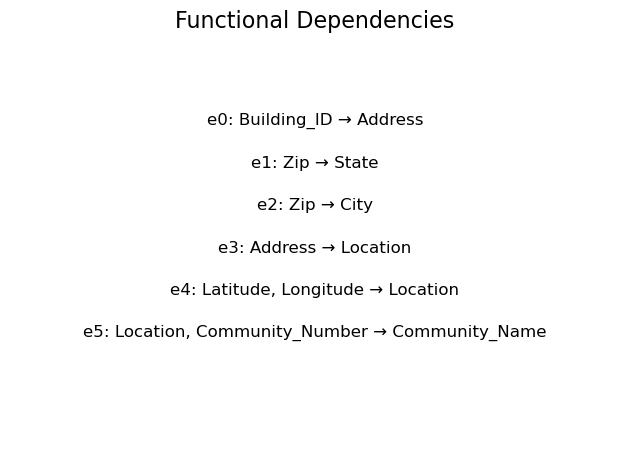 Functional Dependencies
e0: Building_ID → Address
e1: Zip → State
e2: Zip → City
e3: Address → Location
e4: Latitude, Longitude → Location
e5: Location, Community_Number → Community_Name